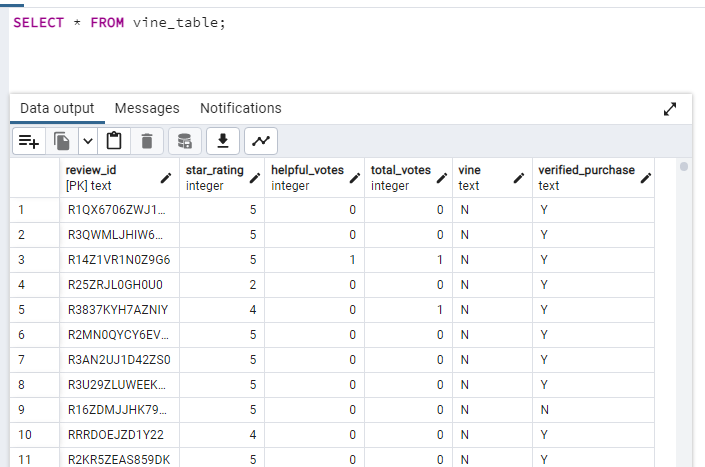 SELECT * FROM vine_table;
Data output Messages Notifications
review_id star_rating helpful_votes total_votes vine verified_purchase
[PK] text integer integer integer text text
1 R1QX6706ZWJ1... 5 0 0 N Y
2 R3QWMLJHIW6... 5 0 0 N Y
3 R14Z1VR1N0Z9G6 5 1 1 N Y
4 R25ZRJL0GH0U0 2 0 0 N Y
5 R3837KYH7AZNIY 4 0 1 N Y
6 R2MN0QYCY6EV... 5 0 0 N Y
7 R3AN2UJ1D42ZS0 5 0 0 N Y
8 R3U29ZLUWEEK... 5 0 0 N Y
9 R16ZDMJJHK79... 5 0 0 N N
10 RRRDOEJZD1Y22 4 0 0 N Y
11 R2KR5ZEAS859DK 5 0 0 N Y